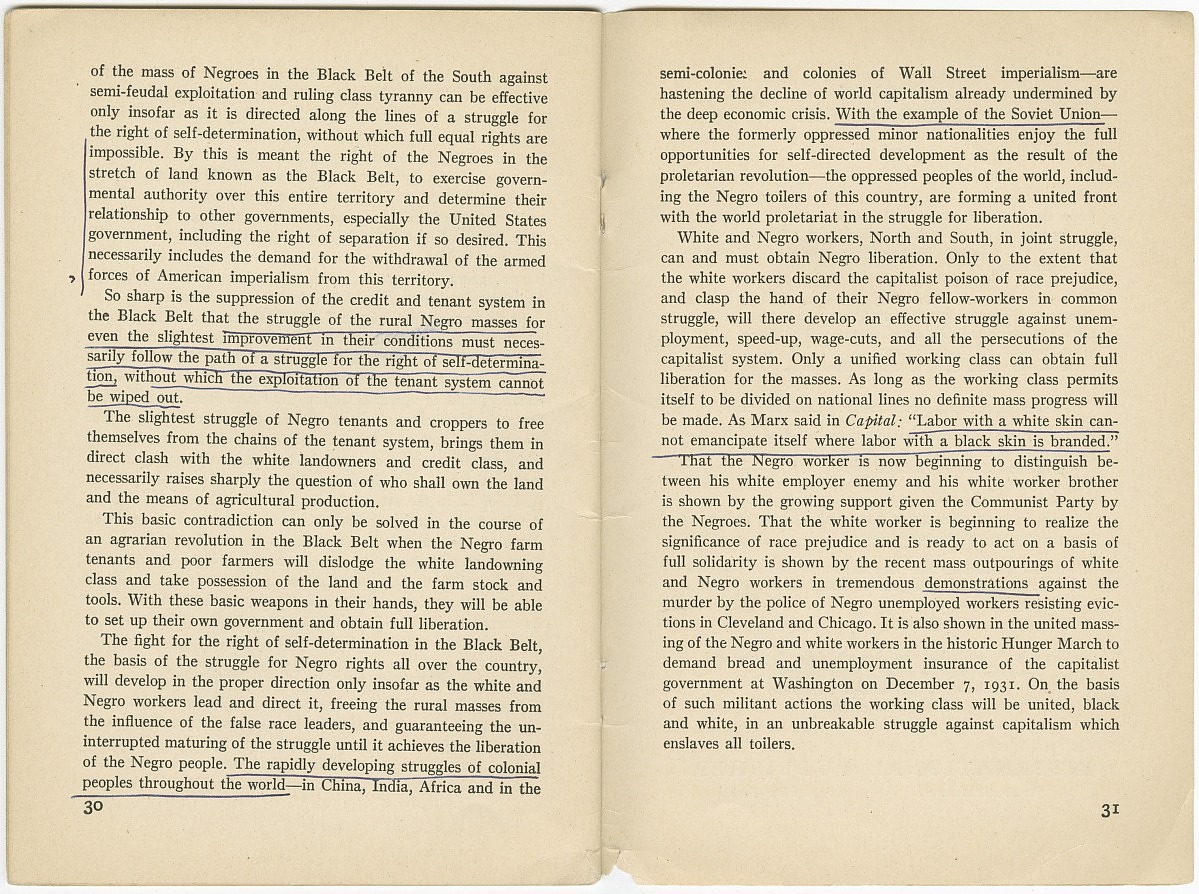 of the mass of Negroes in the Black Belt of the South against
semi-feudal exploitation and ruling class tyranny can be effective
only insofar as it is directed along the lines of a struggle for
the right of self-determination, without which full equal rights are
impossible. By this is meant the right of the Negroes in the
stretch of land known as the Black Belt, to exercise govern-
mental authority over this entire territory and determine their
relationship to other governments, especially the United States
government, including the right of separation if so desired. This
necessarily includes the demand for the withdrawal of the armed
forces of American imperialism from this territory.
So sharp is the suppression of the credit and tenant system in
the Black Belt that the struggle of the rural Negro masses for
even the slightest improvement in their conditions must neces-
sarily follow the path of a struggle for the right of self-determina-
tion, without which the exploitation of the tenant system cannot
be wiped out.
The slightest struggle of Negro tenants and croppers to free
themselves from the chains of the tenant system, brings them in
direct clash with the white landowners and credit class, and
necessarily raises sharply the question of who shall own the land
and the means of agricultural production.
This basic contradiction can only be solved in the course of
an agrarian revolution in the Black Belt when the Negro farm
tenants and poor farmers will dislodge the white landowning
class and take possession of the land and the farm stock and
tools. With these basic weapons in their hands, they will be able
to set up their own government and obtain full liberation.
The fight for the right of self-determination in the Black Belt,
the basis of the struggle for Negro rights all over the country,
will develop in the proper direction only insofar as the white and
Negro workers lead and direct it, freeing the rural masses from
the influence of the false race leaders, and guaranteeing the un-
interrupted maturing of the struggle until it achieves the liberation
of the Negro people. The rapidly developing struggles of colonial
peoples throughout the world—in China, India, Africa and in the
30
semi-colonies and colonies of Wall Street imperialism—are
hastening the decline of world capitalism already undermined by
the deep economic crisis. With the example of the Soviet Union—
where the formerly oppressed minor nationalities enjoy the full
opportunities for self-directed development as the result of the
proletarian revolution—the oppressed peoples of the world, includ-
ing the Negro toilers of this country, are forming a united front
with the world proletariat in the struggle for liberation.
White and Negro workers, North and South, in joint struggle,
can and must obtain Negro liberation. Only to the extent that
the white workers discard the capitalist poison of race prejudice,
and clasp the hand of their Negro fellow-workers in common
struggle, will there develop an effective struggle against unem-
ployment, speed-up, wage-cuts, and all the persecutions of the
capitalist system. Only a unified working class can obtain full
liberation for the masses. As long as the working class permits
itself to be divided on national lines no definite mass progress will
be made. As Marx said in Capital: “Labor with a white skin can-
not emancipate itself where labor with a black skin is branded.”
That the Negro worker is now beginning to distinguish be-
tween his white employer enemy and his white worker brother
is shown by the growing support given the Communist Party by
the Negroes. That the white worker is beginning to realize the
significance of race prejudice and is ready to act on a basis of
full solidarity is shown by the recent mass outpourings of white
and Negro workers in tremendous demonstrations against the
murder by the police of Negro unemployed workers resisting evic-
tions in Cleveland and Chicago. It is also shown in the united mass-
ing of the Negro and white workers in the historic Hunger March to
demand bread and unemployment insurance of the capitalist
government at Washington on December 7, 1931. On the basis
of such militant actions the working class will be united, black
and white, in an unbreakable struggle against capitalism which
enslaves all toilers.
31